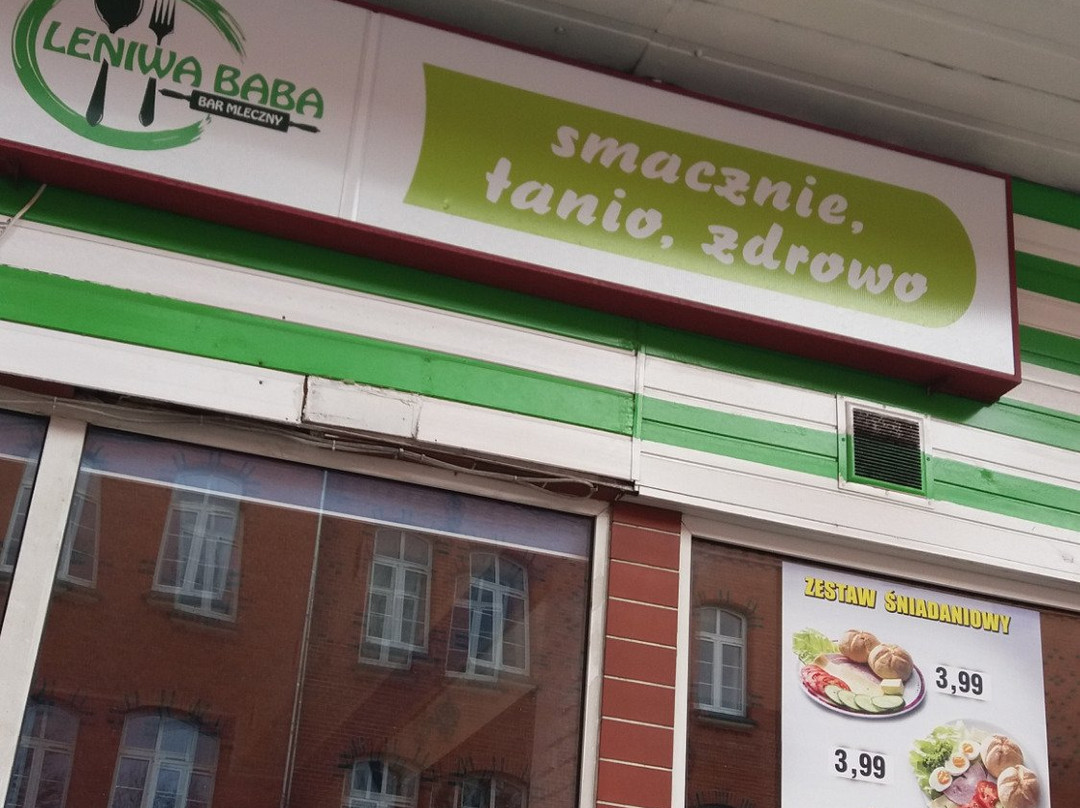 LENIWA BABA
BAR MLECZNY
smacznie,
tanio, zdrowo
ZESTAW ŚNIADANIOWY
3,99
3,99